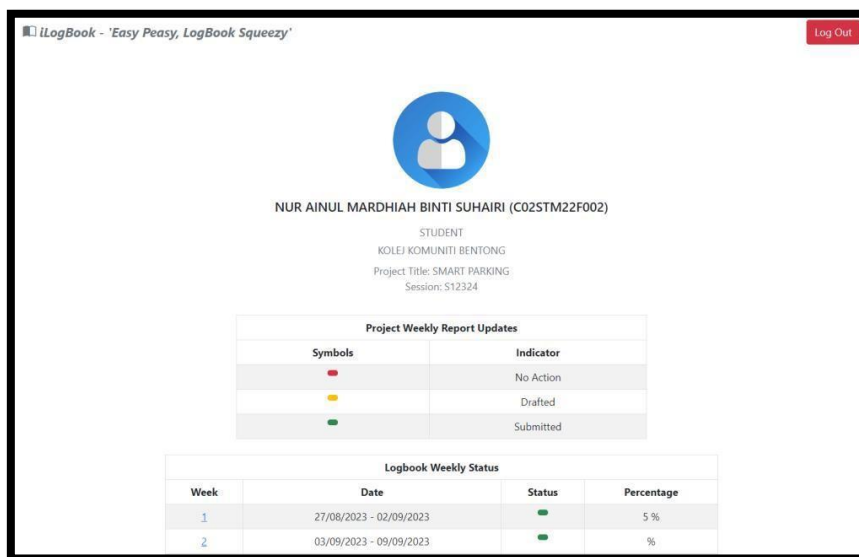 iLogBook - 'Easy Peasy, LogBook Squeezy'
Log Out
NUR AINUL MARDHIAH BINTI SUHAIRI (C02STM22F002)
STUDENT
KOLEJ KOMUNITI BENTONG
Project Title: SMART PARKING
Session: S12324
Project Weekly Report Updates
Symbols Indicator
No Action
Drafted
Submitted
Logbook Weekly Status
Week Date Status Percentage
1 27/08/2023 - 02/09/2023 5 %
2 03/09/2023 - 09/09/2023 %